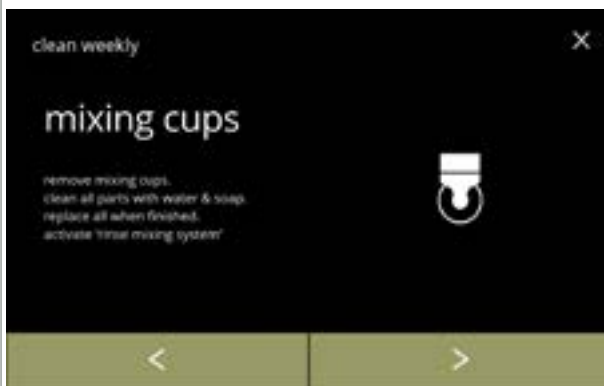 clean weekly
mixing cups
remove mixing cups.
clean all parts with water & soap.
replace all when finished.
activate 'rinse mixing system'